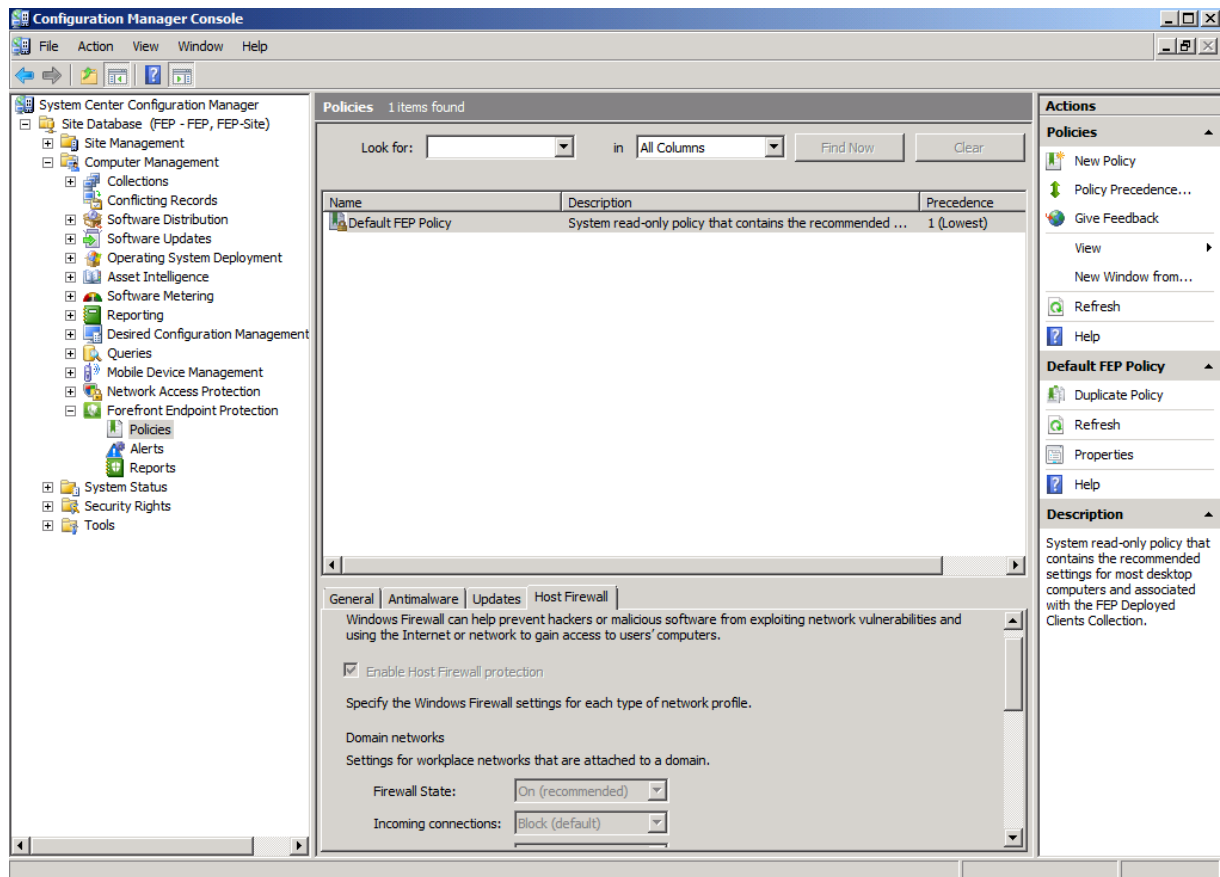 Configuration Manager Console
File Action View Window Help
System Center Configuration Manager
Site Database (FEP - FEP, FEP-Site)
Site Management
Computer Management
Collections
Conflicting Records
Software Distribution
Software Updates
Operating System Deployment
Asset Intelligence
Software Metering
Reporting
Desired Configuration Management
Queries
Mobile Device Management
Network Access Protection
Forefront Endpoint Protection
Policies
Alerts
Reports
System Status
Security Rights
Tools
Policies 1 items found
Look for: in All Columns Find Now Clear
Name Description Precedence
Default FEP Policy System read-only policy that contains the recommended ... 1 (Lowest)
General Antimalware Updates Host Firewall
Windows Firewall can help prevent hackers or malicious software from exploiting network vulnerabilities and
using the Internet or network to gain access to users' computers.
Enable Host Firewall protection
Specify the Windows Firewall settings for each type of network profile.
Domain networks
Settings for workplace networks that are attached to a domain.
Firewall State: On (recommended)
Incoming connections: Block (default)
Actions
Policies
New Policy
Policy Precedence...
Give Feedback
View
New Window from...
Refresh
Help
Default FEP Policy
Duplicate Policy
Refresh
Properties
Help
Description
System read-only policy that
contains the recommended
settings for most desktop
computers and associated
with the FEP Deployed
Clients Collection.